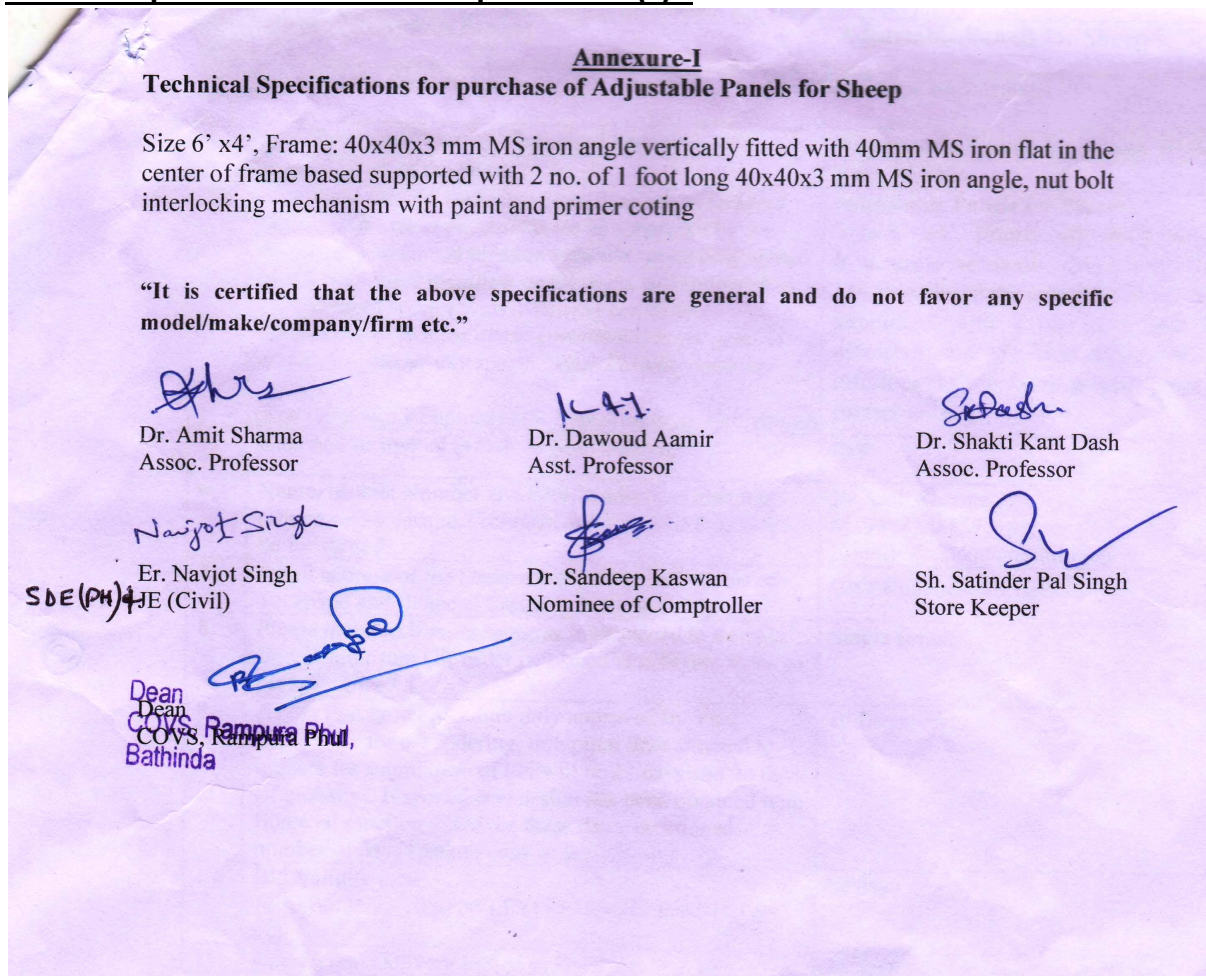 Annexure-I
Technical Specifications for purchase of Adjustable Panels for Sheep
Size 6’ x4’, Frame: 40x40x3 mm MS iron angle vertically fitted with 40mm MS iron flat in the
center of frame based supported with 2 no. of 1 foot long 40x40x3 mm MS iron angle, nut bolt
interlocking mechanism with paint and primer coting
“It is certified that the above specifications are general and do not favor any specific
model/make/company/firm etc.”
Dr. Amit Sharma
Assoc. Professor
Dr. Dawoud Aamir
Asst. Professor
Dr. Shakti Kant Dash
Assoc. Professor
Navjot Singh
Er. Navjot Singh
SDE(PH)+JE (Civil)
Dr. Sandeep Kaswan
Nominee of Comptroller
Sh. Satinder Pal Singh
Store Keeper
Dean
COVS, Rampura Phul,
Bathinda
Dean
COVS, Rampura Phul